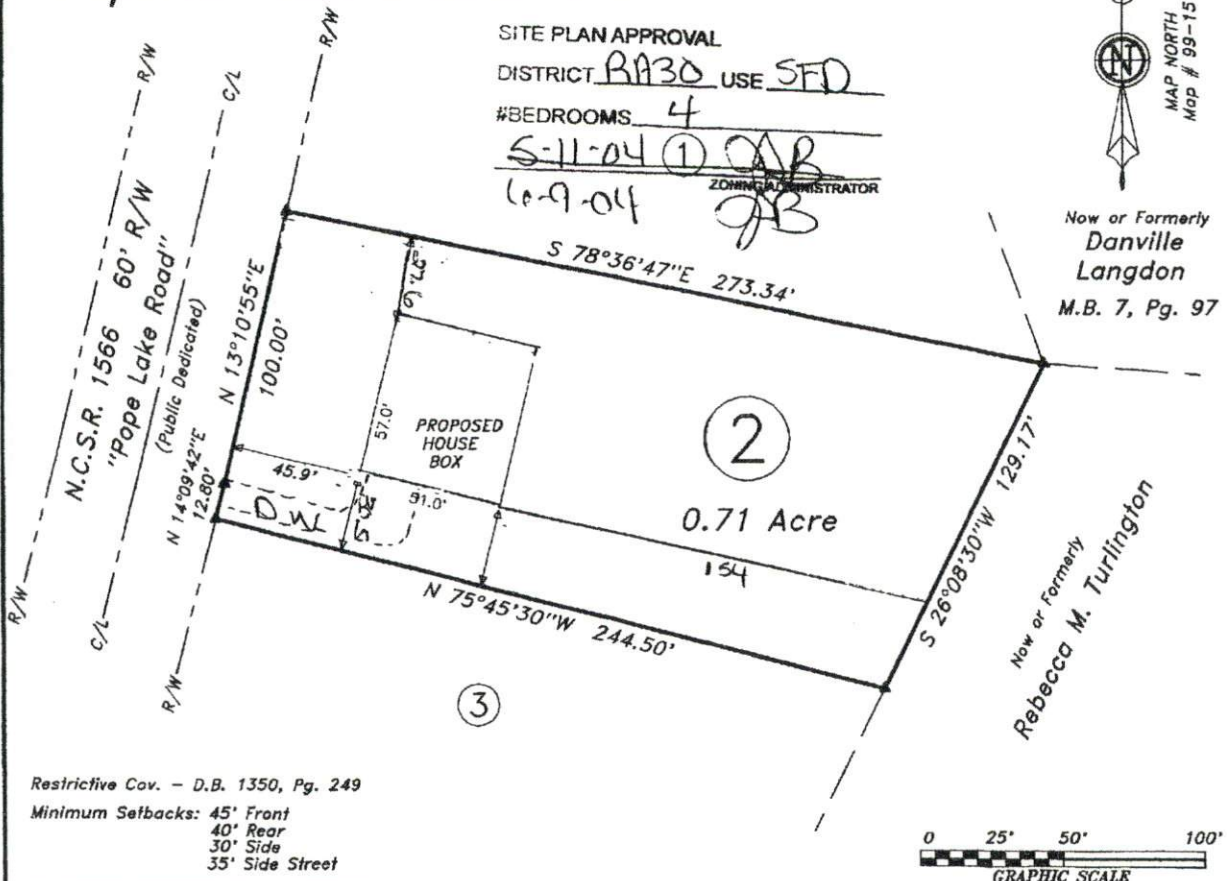 SITE PLAN APPROVAL
DISTRICT RA30 USE SFD
#BEDROOMS 4
5-11-04 ① JAB
ZONING ADMINISTRATOR
6-9-04 JB
MAP NORTH
Map # 99-15
N
R/W
R/W
C/L
N.C.S.R. 1566 60' R/W
"Pope Lake Road"
(Public Dedicated)
N 13°10'55"E
100.00'
N 14°09'42"E
12.80'
S 78°36'47"E 273.34'
Now or Formerly
Danville
Langdon
M.B. 7, Pg. 97
57.0'
PROPOSED
HOUSE
BOX
45.9'
D.W
2
0.71 Acre
154
S 26°08'30"W 129.17'
N 75°45'30"W 244.50'
Now or Formerly
Rebecca M. Turlington
R/W
C/L
R/W
3
Restrictive Cov. - D.B. 1350, Pg. 249
Minimum Setbacks: 45' Front
40' Rear
30' Side
35' Side Street
0 25' 50' 100'
GRAPHIC SCALE